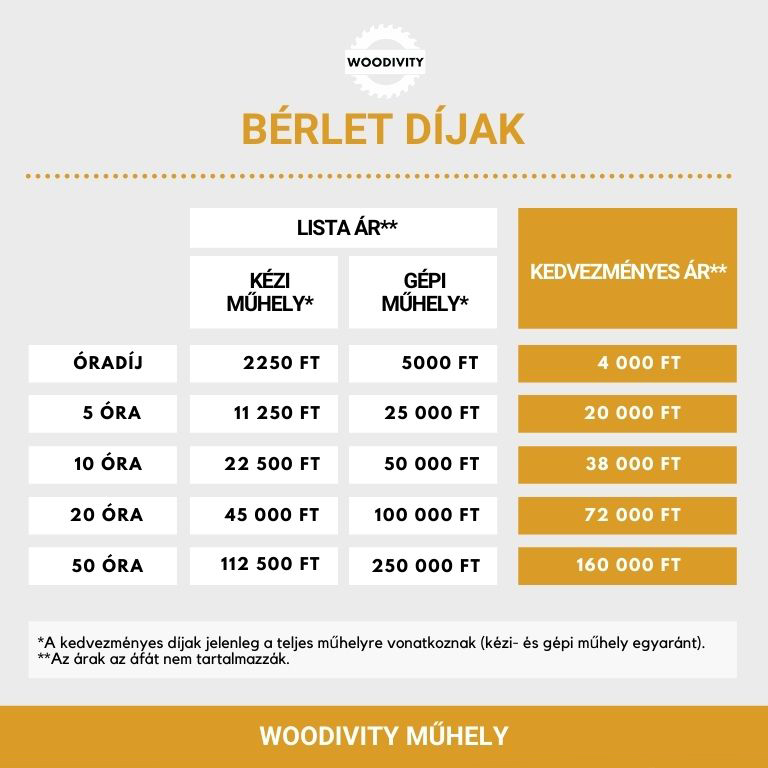 WOODIVITY
BÉRLET DÍJAK
LISTA ÁR**
KEDVEZMÉNYES ÁR**
KÉZI
MŰHELY*
GÉPI
MŰHELY*
ÓRADÍJ 2250 FT 5000 FT 4 000 FT
5 ÓRA 11 250 FT 25 000 FT 20 000 FT
10 ÓRA 22 500 FT 50 000 FT 38 000 FT
20 ÓRA 45 000 FT 100 000 FT 72 000 FT
50 ÓRA 112 500 FT 250 000 FT 160 000 FT
*A kedvezményes díjak jelenleg a teljes műhelyre vonatkoznak (kézi- és gépi műhely egyaránt).
**Az árak az áfát nem tartalmazzák.
WOODIVITY MŰHELY